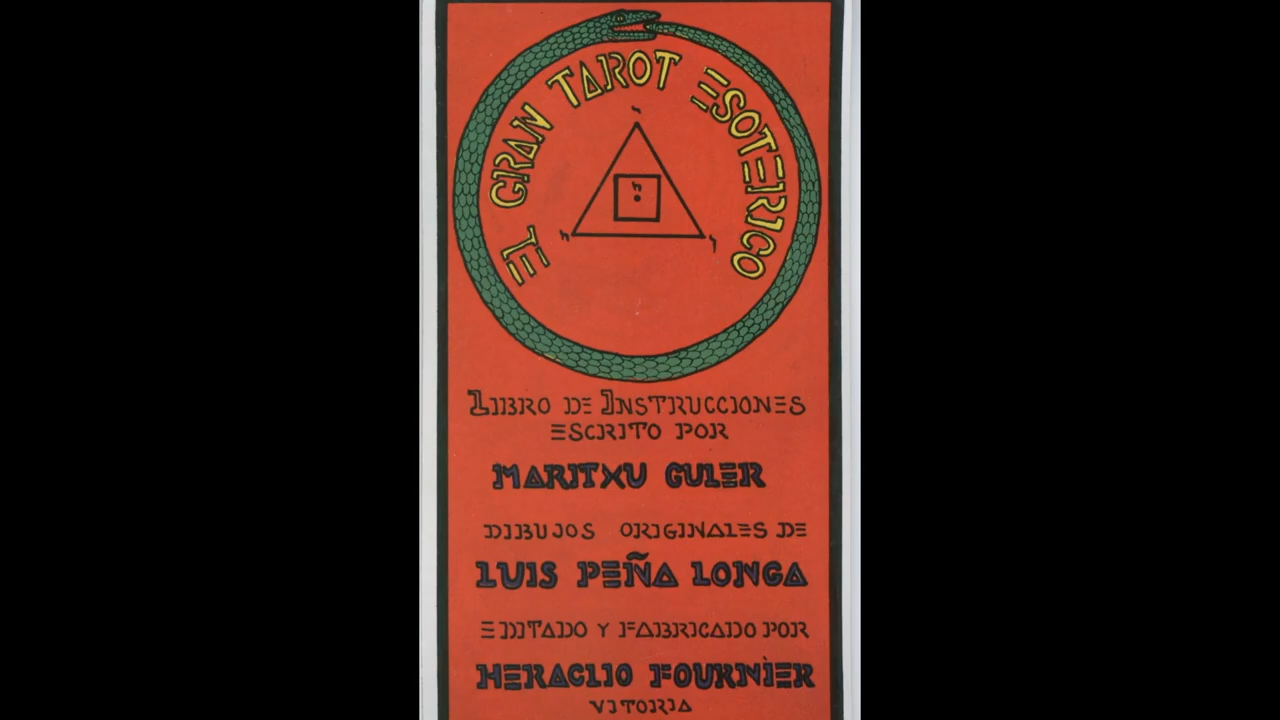 EL GRAN TAROT ESOTERICO
LIBRO DE INSTRUCCIONES
ESCRITO POR
MARITXU GULER
DIBUJOS ORIGINALES DE
LUIS PEÑA LONGA
EDITADO Y FABRICADO POR
HERACLIO FOURNIER
VITORIA